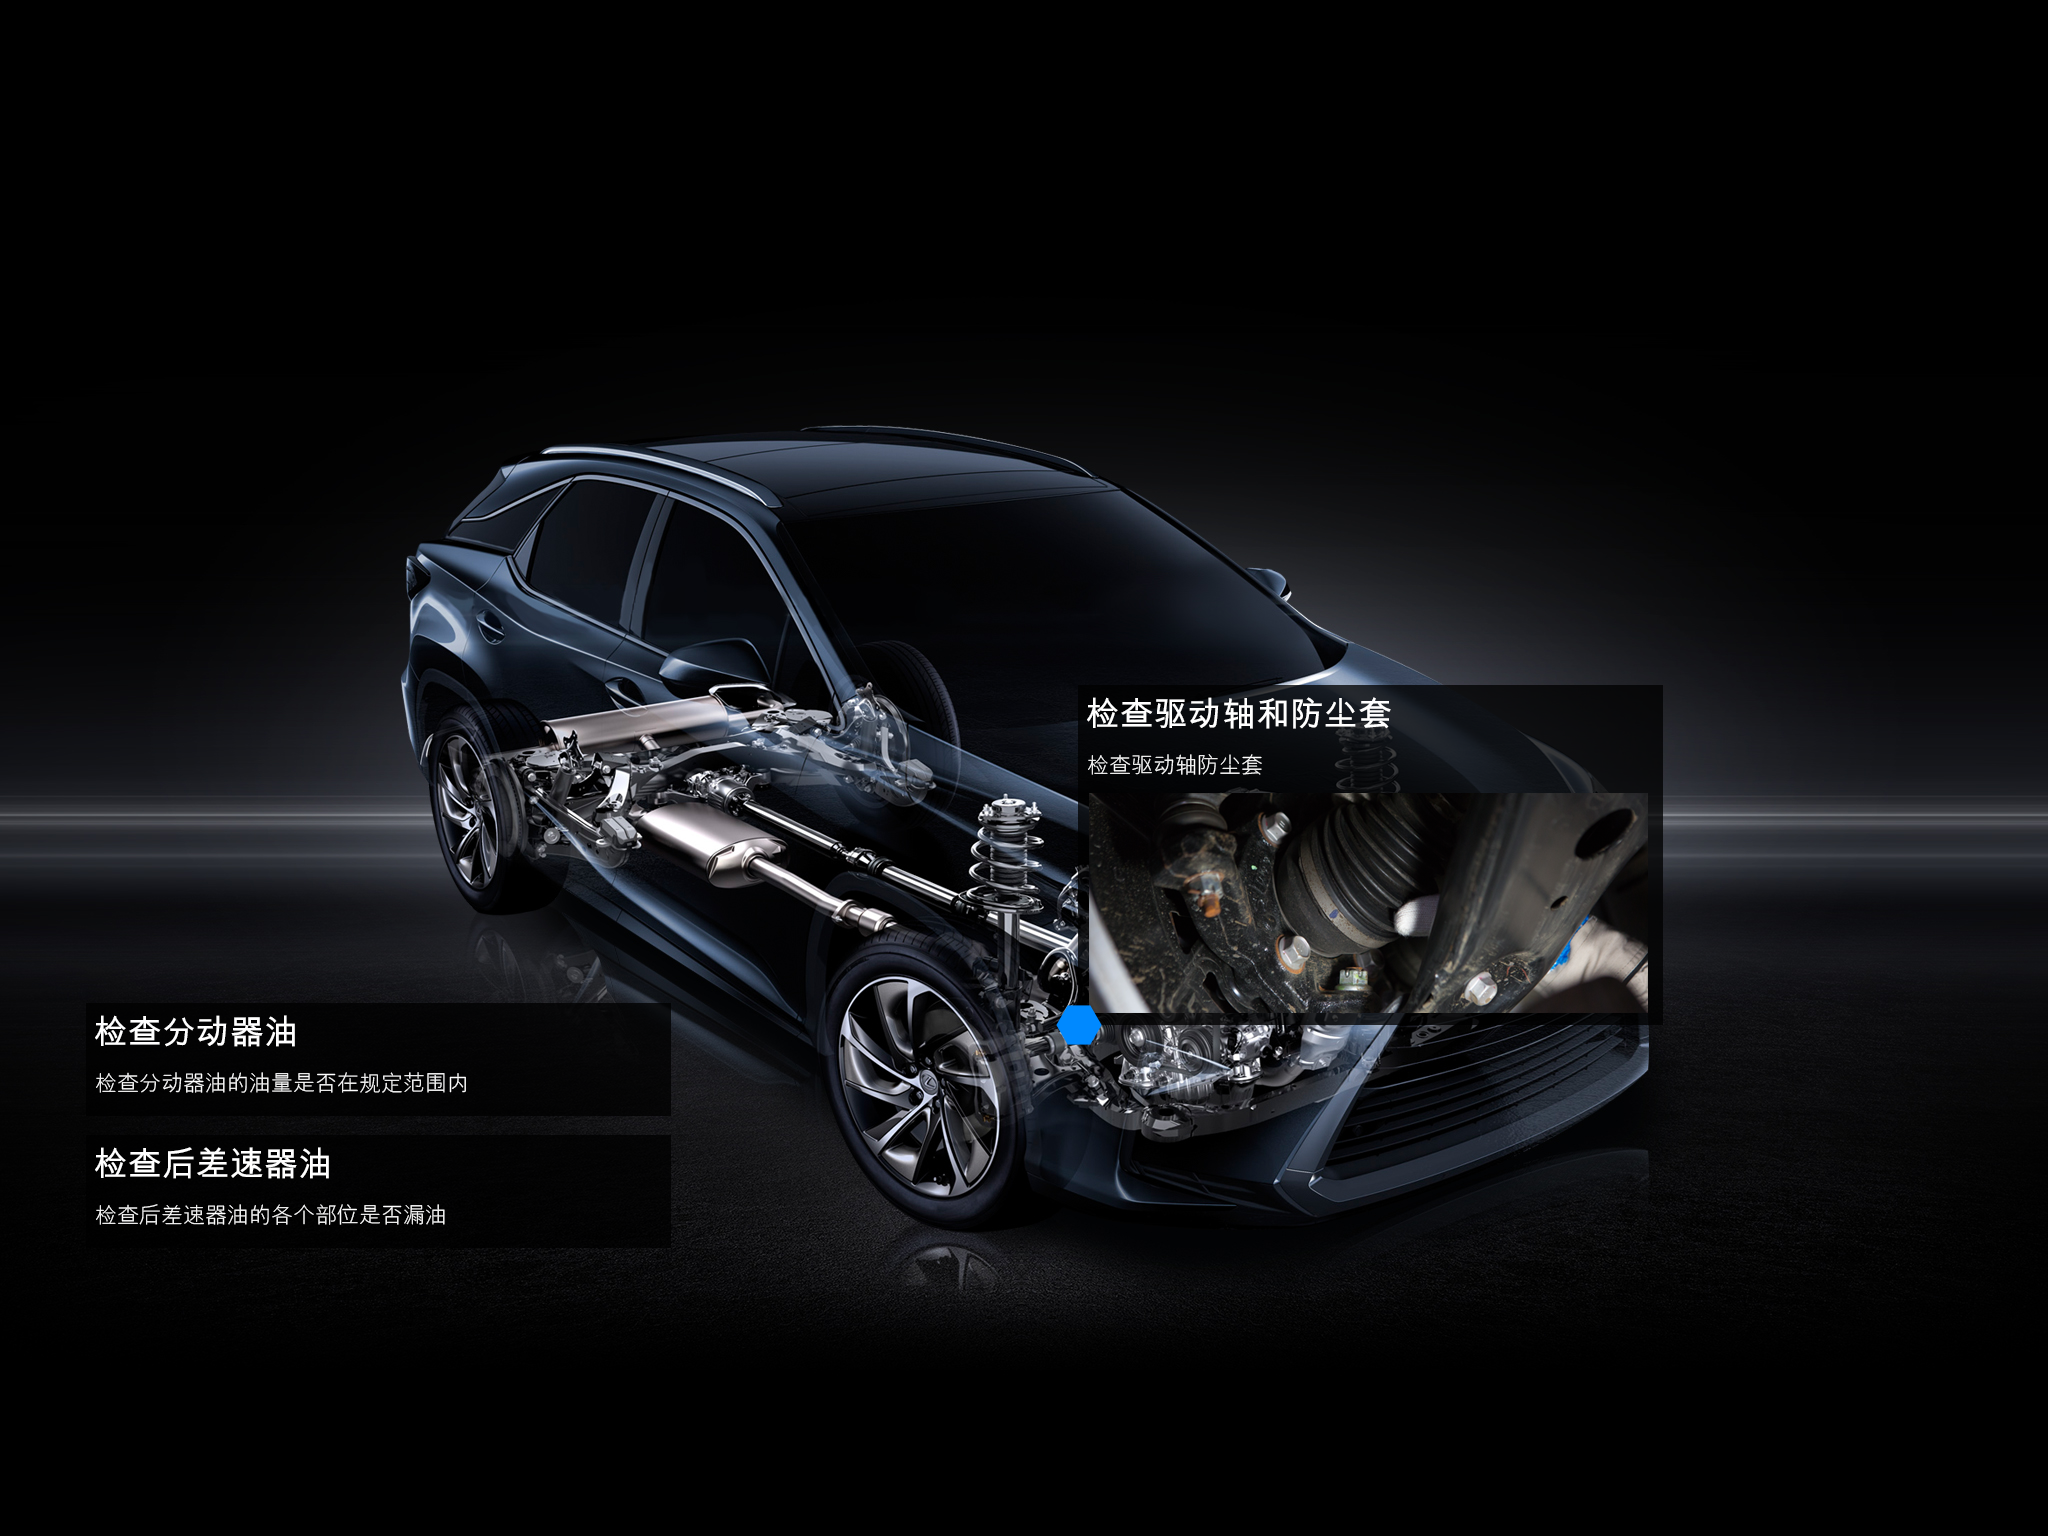 检查驱动轴和防尘套
检查驱动轴防尘套
检查分动器油
检查分动器油的油量是否在规定范围内
检查后差速器油
检查后差速器油的各个部位是否漏油